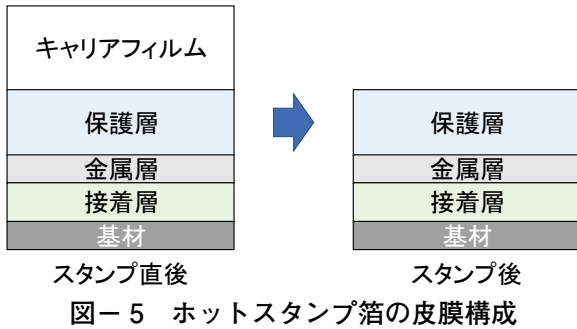 キャリアフィルム
保護層
金属層
接着層
基材
スタンプ直後
保護層
金属層
接着層
基材
スタンプ後
図－5　ホットスタンプ箔の皮膜構成